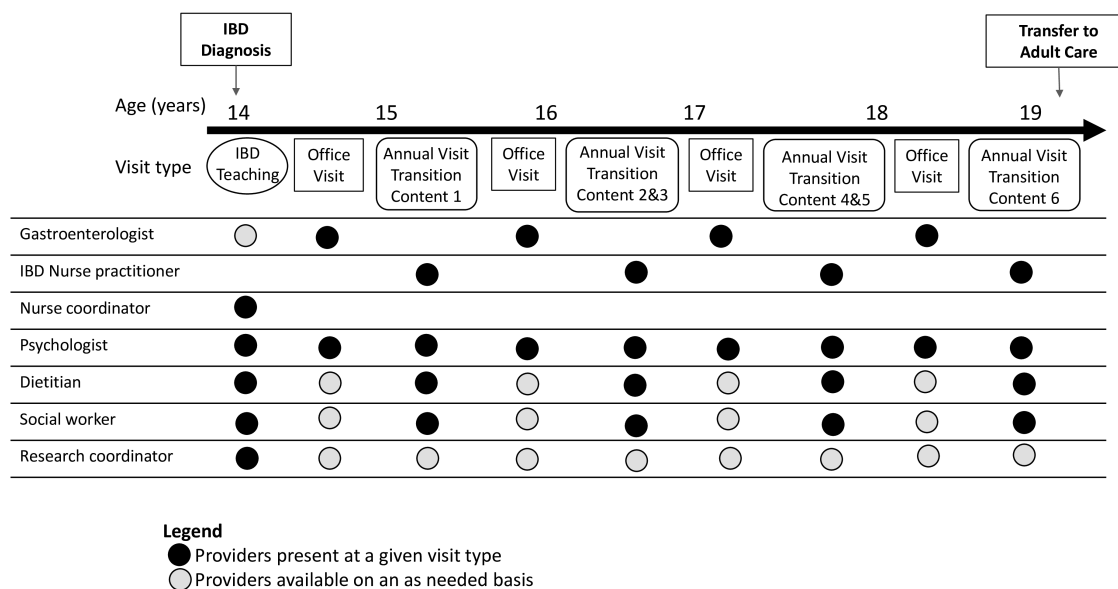 IBD
Diagnosis
Transfer to
Adult Care
Age (years)
14
15
16
17
18
19
Visit type
IBD
Teaching
Office
Visit
Annual Visit
Transition
Content 1
Office
Visit
Annual Visit
Transition
Content 2&3
Office
Visit
Annual Visit
Transition
Content 4&5
Office
Visit
Annual Visit
Transition
Content 6
Gastroenterologist
IBD Nurse practitioner
Nurse coordinator
Psychologist
Dietitian
Social worker
Research coordinator
Legend
Providers present at a given visit type
Providers available on an as needed basis